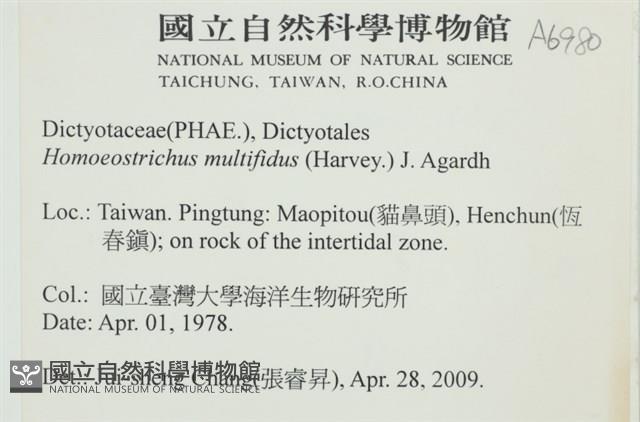 國立自然科學博物館
A6980
NATIONAL MUSEUM OF NATURAL SCIENCE
TAICHUNG, TAIWAN, R.O.CHINA
Dictyotaceae(PHAE.), Dictyotales
Homoeostrichus multifidus (Harvey.) J. Agardh
Loc.: Taiwan. Pingtung: Maopitou(貓鼻頭), Henchun(恆
春鎮); on rock of the intertidal zone.
Col.: 國立臺灣大學海洋生物研究所
Date: Apr. 01, 1978.
Det.: Jui-sheng Chang(張睿昇), Apr. 28, 2009.
國立自然科學博物館
NATIONAL MUSEUM OF NATURAL SCIENCE